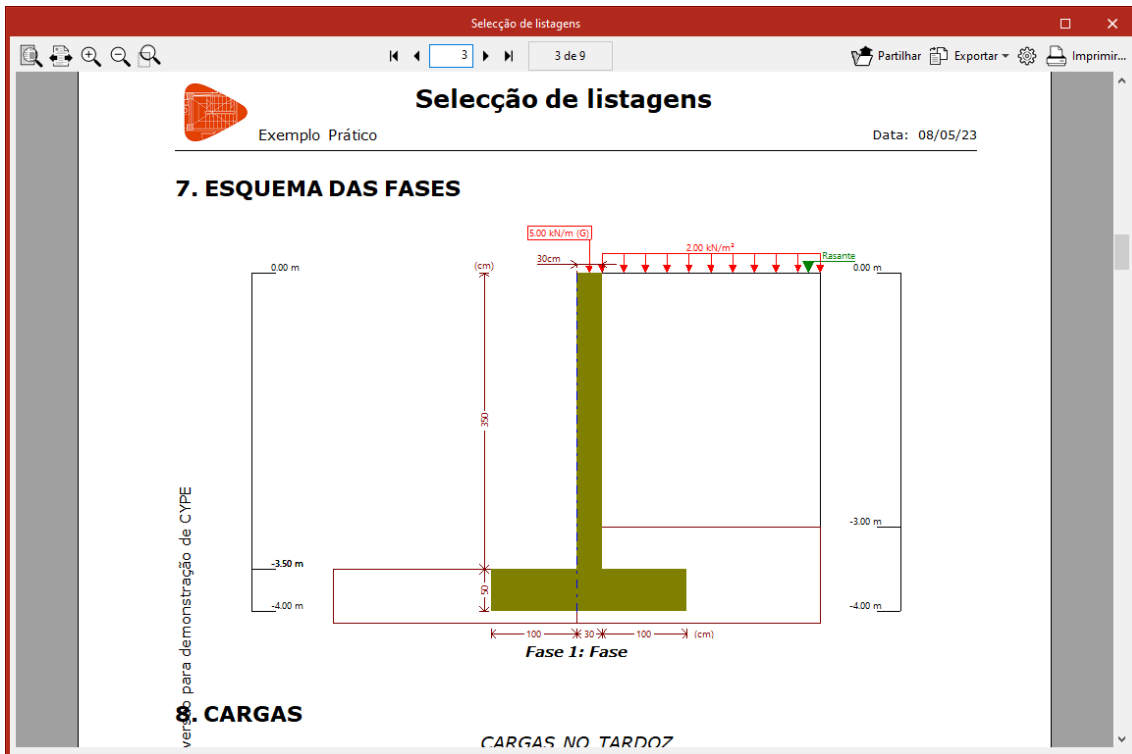 Selecção de listagens
3
3 de 9
Partilhar
Exportar
Imprimir...
Selecção de listagens
Exemplo Prático
Data: 08/05/23
7. ESQUEMA DAS FASES
5.00 kN/m (G)
2.00 kN/m²
30cm
Rasante
0.00 m
(cm)
0.00 m
350
-3.00 m
-3.50 m
50
-4.00 m
-4.00 m
100
30
100
(cm)
Fase 1: Fase
versão para demonstração de CYPE
8. CARGAS
CARGAS NO TARDOZ